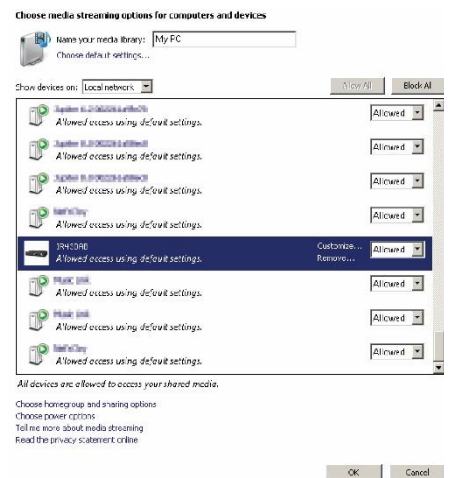 Choose media streaming options for computers and devices
Name your media library: My PC
Choose default settings...
Show devices on: Local network
Allow All Block All
Allowed access using default settings. Allowed
Allowed access using default settings. Allowed
Allowed access using default settings. Allowed
Allowed access using default settings. Allowed
Customize...
Allowed access using default settings. Remove... Allowed
Allowed access using default settings. Allowed
Allowed access using default settings. Allowed
Allowed access using default settings. Allowed
All devices are allowed to access your shared media.
Choose homegroup and sharing options
Choose power options
Tell me more about media streaming
Read the privacy statement online
OK Cancel